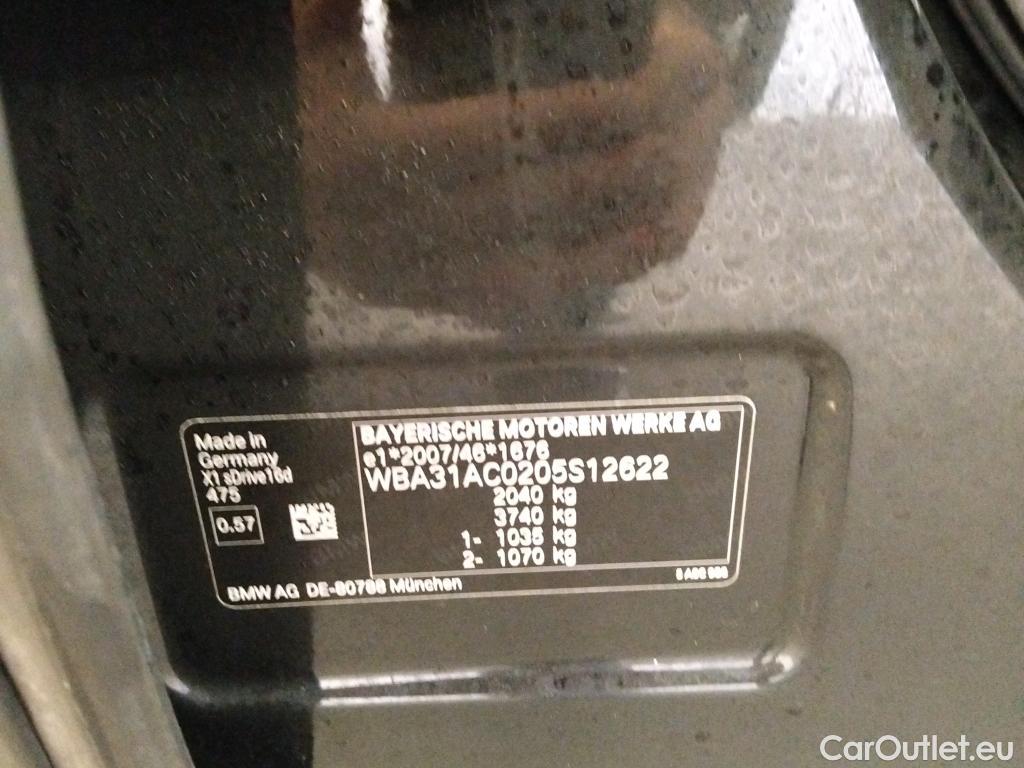 Made in
Germany
X1 sDrive16d
475
0.57
BAYERISCHE MOTOREN WERKE AG
e1*2007/46*1676
WBA31AC0205S12622
2040 kg
3740 kg
1- 1035 kg
2- 1070 kg
BMW AG DE-80788 München
CarOutlet.eu